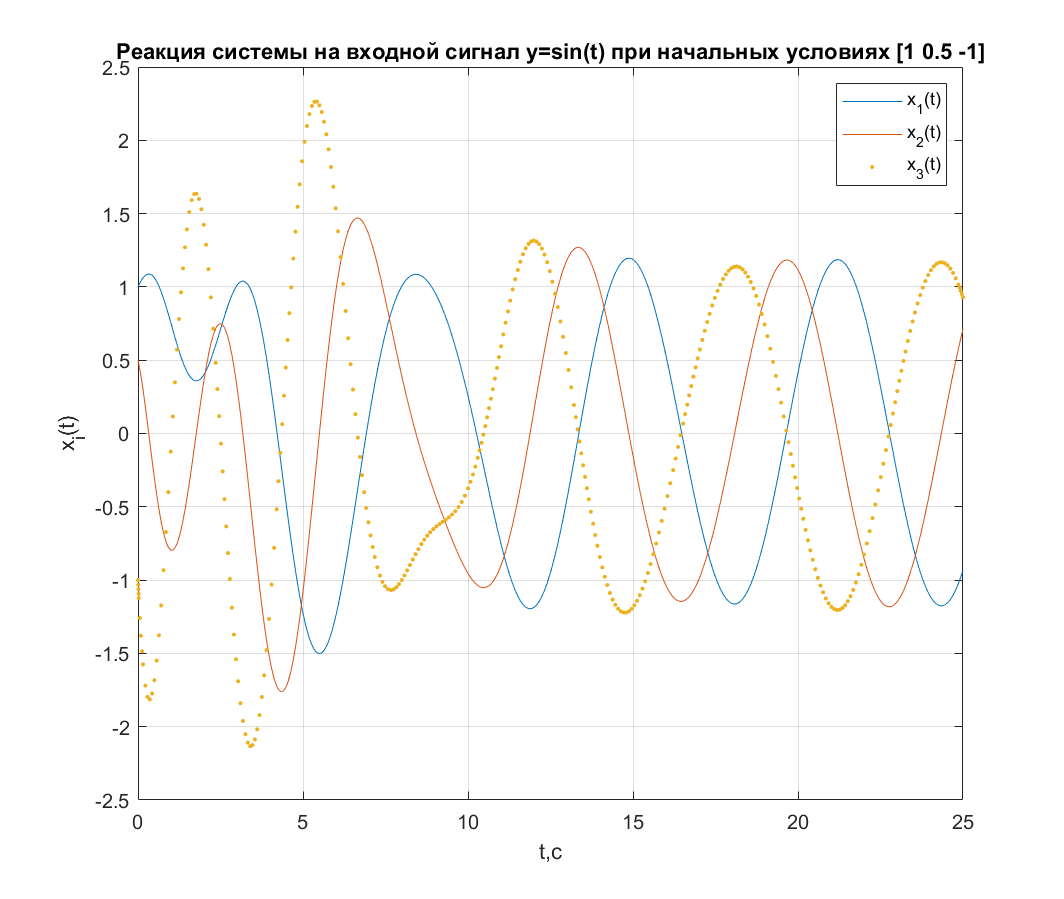 Реакция системы на входной сигнал y=sin(t) при начальных условиях [1 0.5 -1]
2.5
2
1.5
1
0.5
0
-0.5
-1
-1.5
-2
-2.5
x_i(t)
x_1(t)
x_2(t)
x_3(t)
0 5 10 15 20 25
t,c